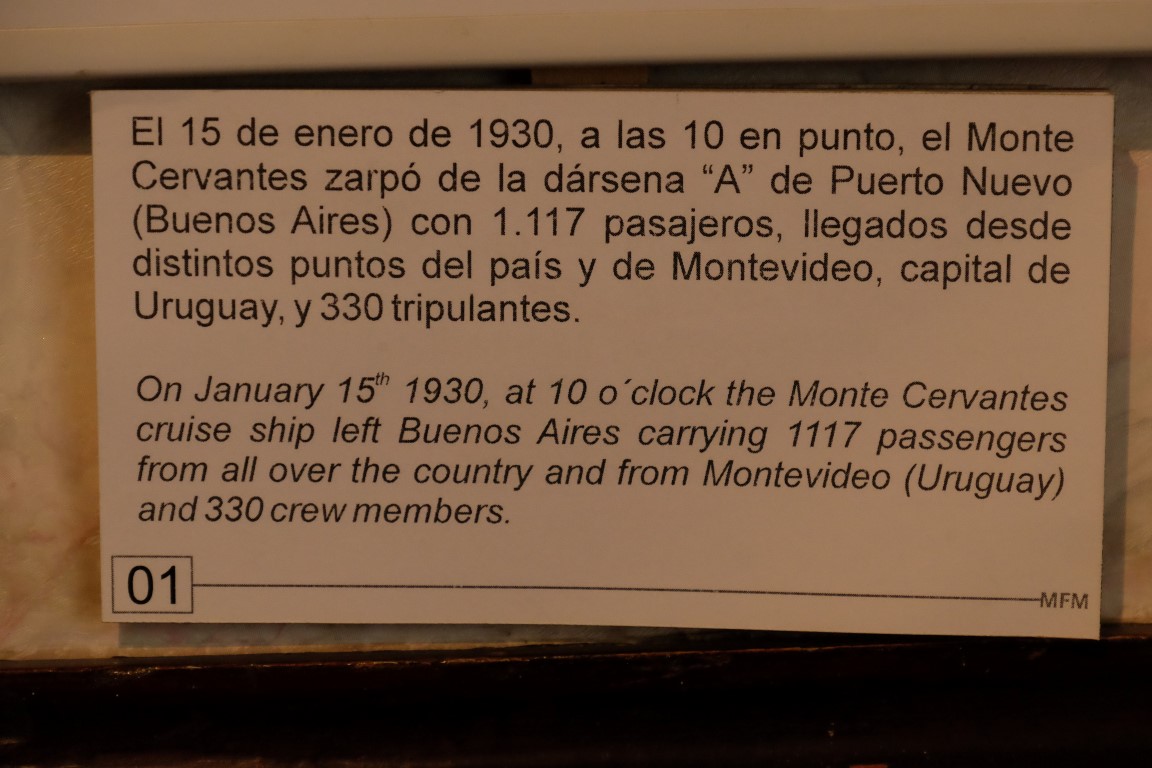 El 15 de enero de 1930, a las 10 en punto, el Monte
Cervantes zarpó de la dársena “A” de Puerto Nuevo
(Buenos Aires) con 1.117 pasajeros, llegados desde
distintos puntos del país y de Montevideo, capital de
Uruguay, y 330 tripulantes.
On January 15th 1930, at 10 o´clock the Monte Cervantes
cruise ship left Buenos Aires carrying 1117 passengers
from all over the country and from Montevideo (Uruguay)
and 330 crew members.
01
MFM